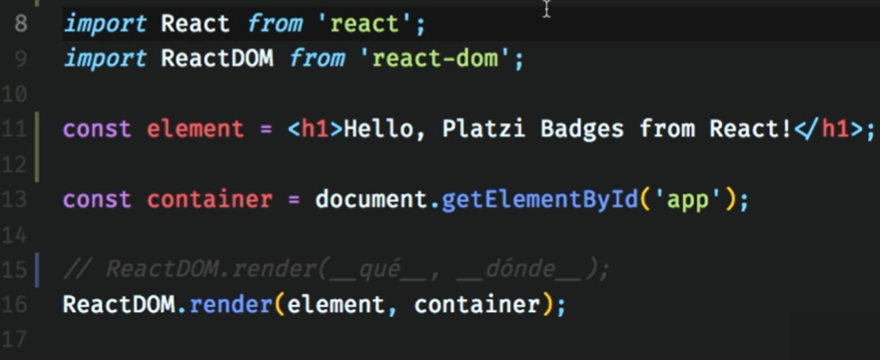 8 import React from 'react';
9 import ReactDOM from 'react-dom';
10
11 const element = <h1>Hello, Platzi Badges from React!</h1>;
12
13 const container = document.getElementById('app');
14
15 // ReactDOM.render(__qué__, __dónde__);
16 ReactDOM.render(element, container);
17